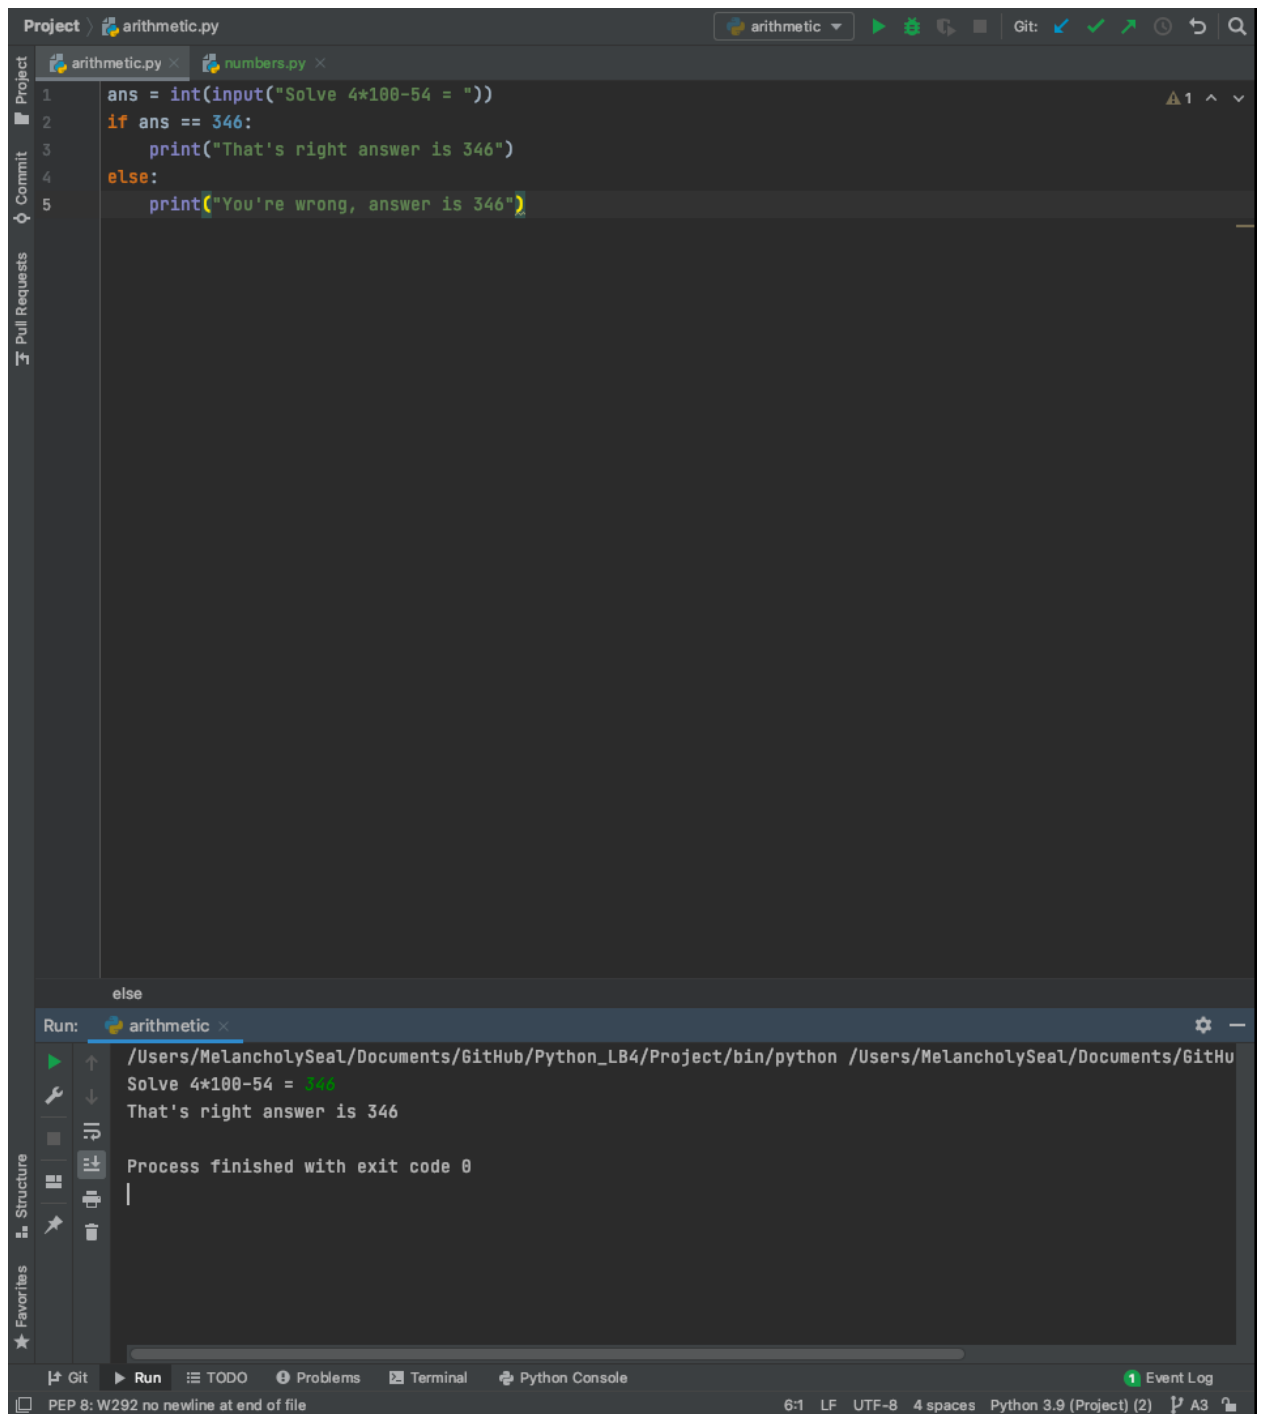 Project arithmetic.py arithmetic Git:
arithmetic.py numbers.py
1 ans = int(input("Solve 4*100-54 = ")) 1
2 if ans == 346:
3 print("That's right answer is 346")
4 else:
5 print("You're wrong, answer is 346")
Project
Commit
Pull Requests
else
Run: arithmetic
/Users/MelancholySeal/Documents/GitHub/Python_LB4/Project/bin/python /Users/MelancholySeal/Documents/GitHu
Solve 4*100-54 = 346
That's right answer is 346
Process finished with exit code 0
Structure
Favorites
Git Run TODO Problems Terminal Python Console 1 Event Log
PEP 8: W292 no newline at end of file 6:1 LF UTF-8 4 spaces Python 3.9 (Project) (2) A3